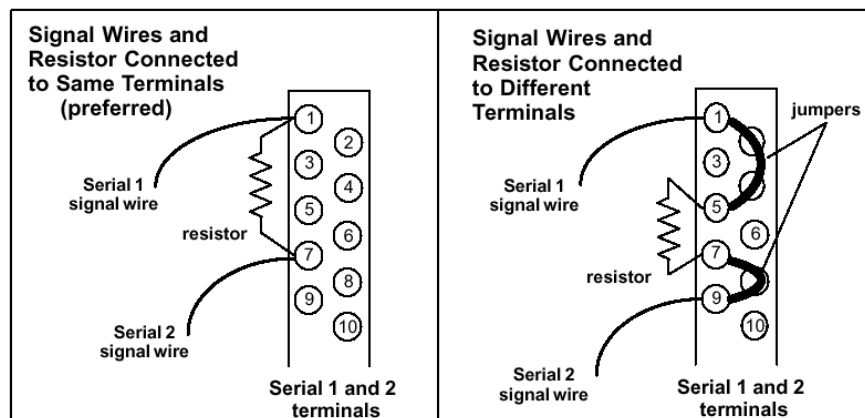 Signal Wires and
Resistor Connected
to Same Terminals
(preferred)
1
2
3
4
5
6
7
8
9
10
Serial 1
signal wire
resistor
Serial 2
signal wire
Serial 1 and 2
terminals
Signal Wires and
Resistor Connected
to Different
Terminals
jumpers
1
3
5
6
7
9
10
Serial 1
signal wire
resistor
Serial 2
signal wire
Serial 1 and 2
terminals